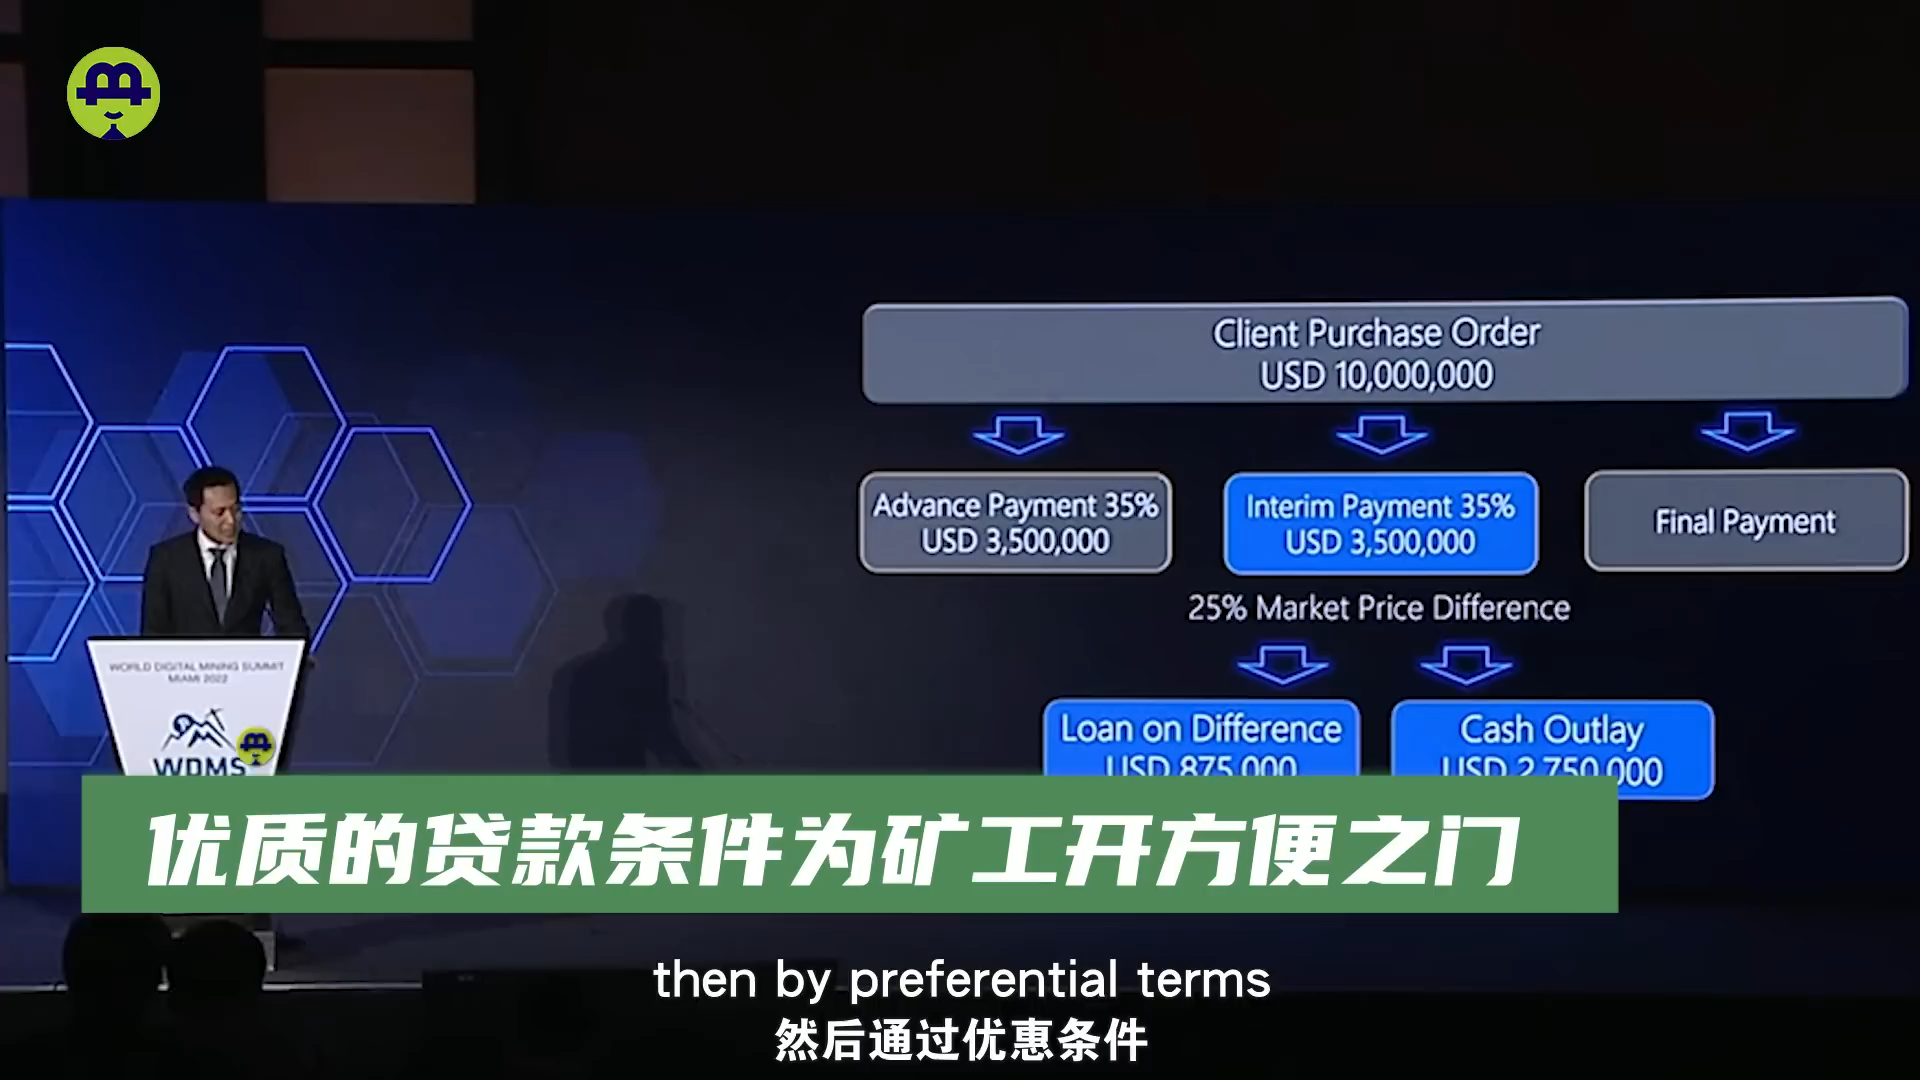 Client Purchase Order
USD 10,000,000
Advance Payment 35%
USD 3,500,000
Interim Payment 35%
USD 3,500,000
Final Payment
25% Market Price Difference
Loan on Difference
USD 875,000
Cash Outlay
USD 2,750,000
WORLD DIGITAL MINING SUMMIT
MIAMI 2022
WDMS
优质的贷款条件为矿工开方便之门
then by preferential terms
然后通过优惠条件